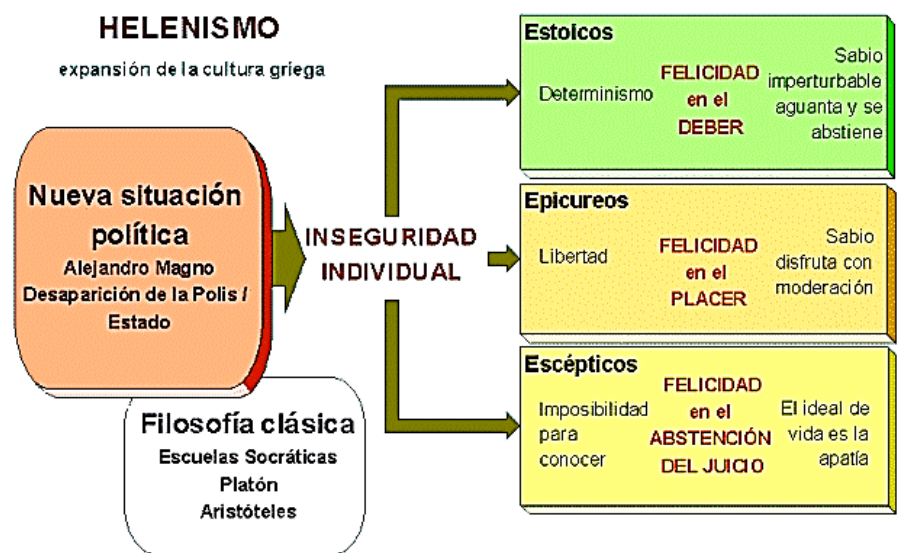 HELENISMO
expansión de la cultura griega
Nueva situación
política
Alejandro Magno
Desaparición de la Polis /
Estado
Filosofía clásica
Escuelas Socráticas
Platón
Aristóteles
INSEGURIDAD
INDIVIDUAL
Estoicos
Determinismo
FELICIDAD
en el
DEBER
Sabio
imperturbable
aguanta y se
abstiene
Epicureos
Libertad
FELICIDAD
en el
PLACER
Sabio
disfruta con
moderación
Escépticos
Imposibilidad
para
conocer
FELICIDAD
en el
ABSTENCIÓN
DEL JUICIO
El ideal de
vida es la
apatía